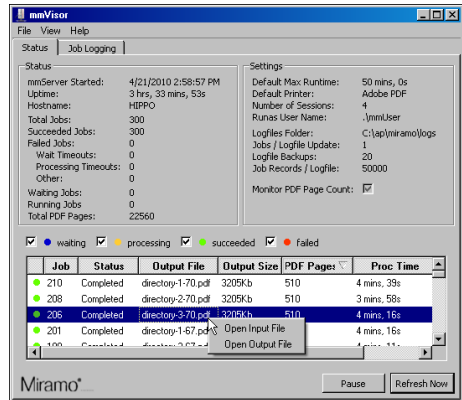 mmVisor
File View Help
Status Job Logging
Status
mmServer Started: 4/21/2010 2:58:57 PM
Uptime: 3 hrs, 33 mins, 53s
Hostname: HIPPO
Total Jobs: 300
Succeeded Jobs: 300
Failed Jobs: 0
Wait Timeouts: 0
Processing Timeouts: 0
Other: 0
Waiting Jobs: 0
Running Jobs 0
Total PDF Pages: 22560
Settings
Default Max Runtime: 50 mins, 0s
Default Printer: Adobe PDF
Number of Sessions: 4
Runas User Name: .\mmUser
Logfiles Folder: C:\ap\miramo\logs
Jobs / Logfile Update: 1
Logfile Backups: 20
Job Records / Logfile: 50000
Monitor PDF Page Count:
waiting processing succeeded failed
Job Status Output File Output Size PDF Pages Proc Time
210 Completed directory-1-70.pdf 3205Kb 510 4 mins, 39s
208 Completed directory-2-70.pdf 3205Kb 510 3 mins, 58s
206 Completed directory-3-70.pdf 3205Kb 510 4 mins, 16s
201 Completed directory-1-67.pd 4 mins, 16s
Open Input File
Open Output File
Miramo
Pause Refresh Now